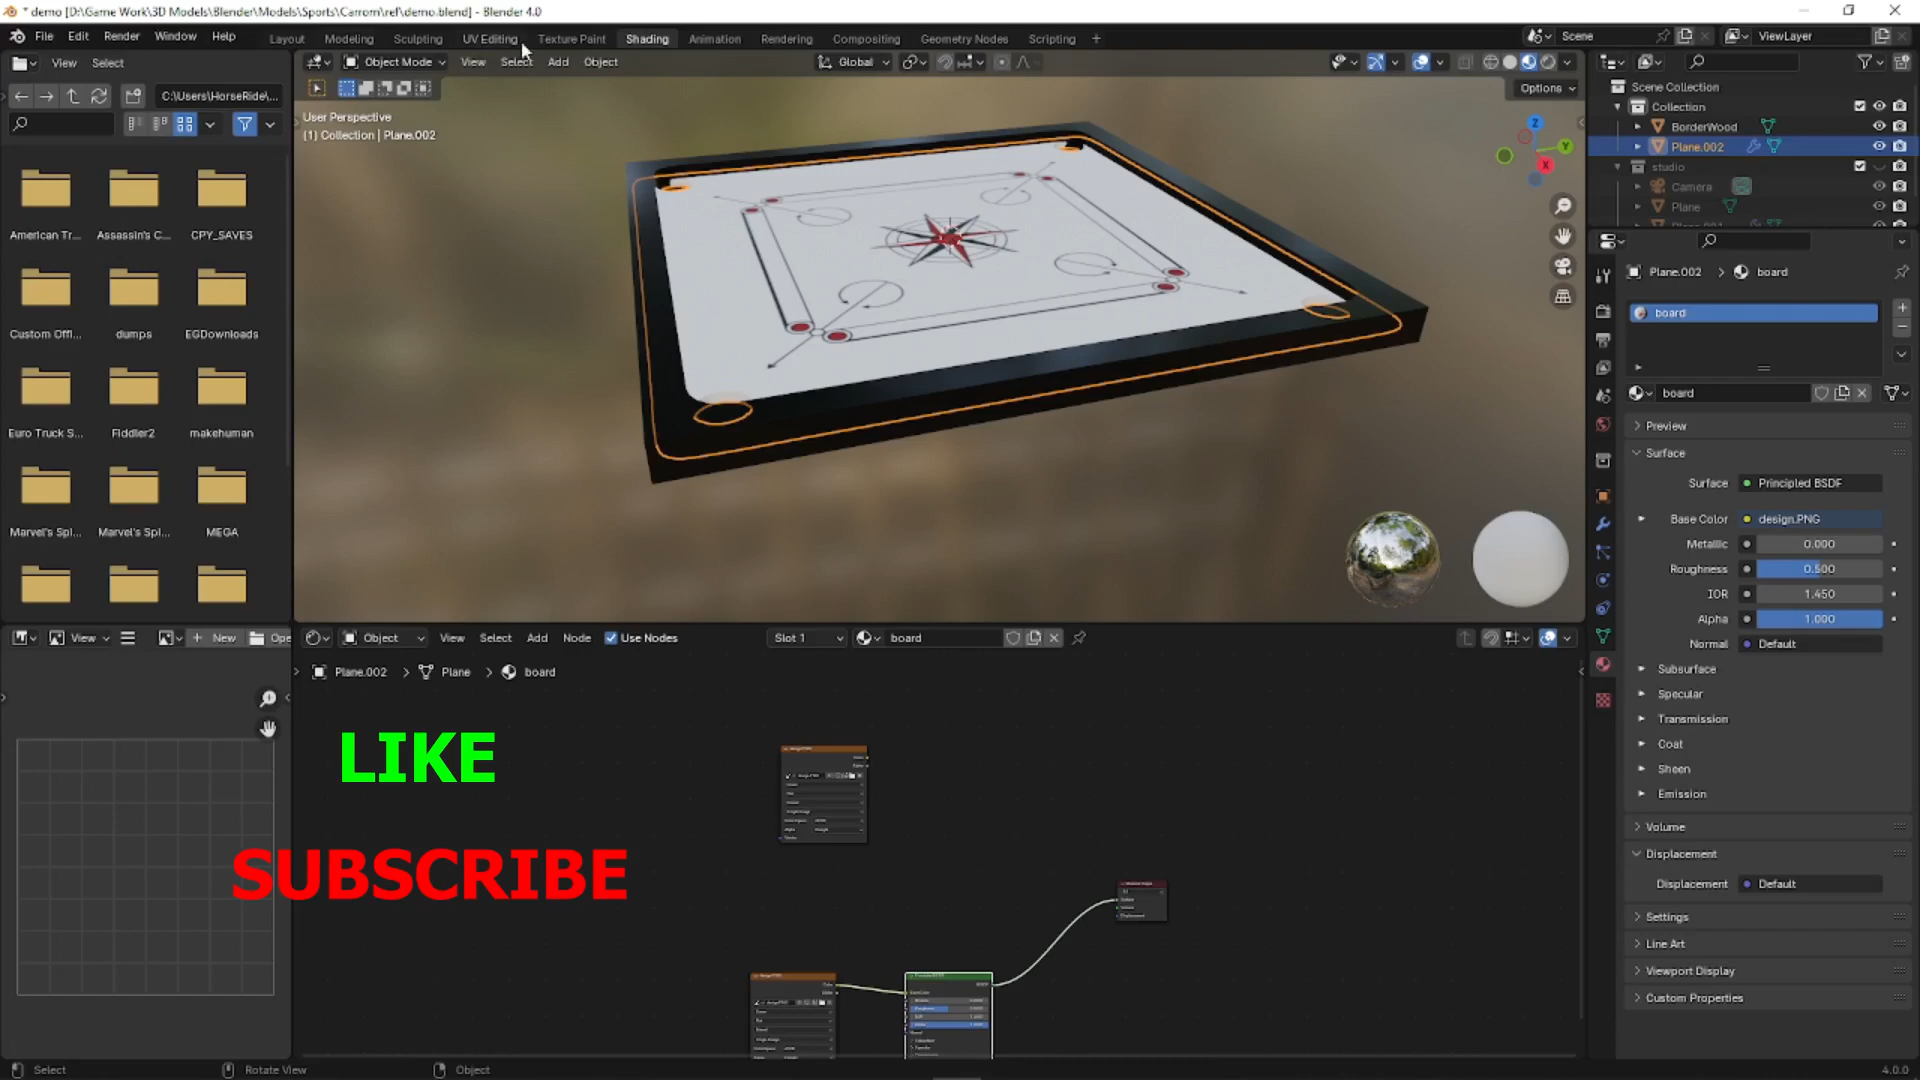 * demo [D:\Game Work\3D Models\Blender\Models\Sports\Carrom\ref\demo.blend] - Blender 4.0
File Edit Render Window Help
Layout Modeling Sculpting UV Editing Texture Paint Shading Animation Rendering Compositing Geometry Nodes Scripting +
Scene
ViewLayer
View Select
C:\Users\HorseRide\...
American Tr...
Assassin's C...
CPY_SAVES
Custom Offi...
dumps
EGDownloads
Euro Truck S...
Fiddler2
makehuman
Marvel's Spi...
Marvel's Spi...
MEGA
Object Mode View Select Add Object
Global
Options
User Perspective
(1) Collection | Plane.002
Z
Y
X
Scene Collection
Collection
BorderWood
Plane.002
studio
Camera
Plane
Plane.002 > board
board
board
Preview
Surface
Surface Principled BSDF
Base Color design.PNG
Metallic 0.000
Roughness 0.500
IOR 1.450
Alpha 1.000
Normal Default
Subsurface
Specular
Transmission
Coat
Sheen
Emission
Volume
Displacement
Displacement Default
Settings
Line Art
Viewport Display
Custom Properties
View
+ New
Ope
Object View Select Add Node Use Nodes
Slot 1
board
Plane.002 > Plane > board
LIKE
SUBSCRIBE
Select
Rotate View
Object
4.0.0